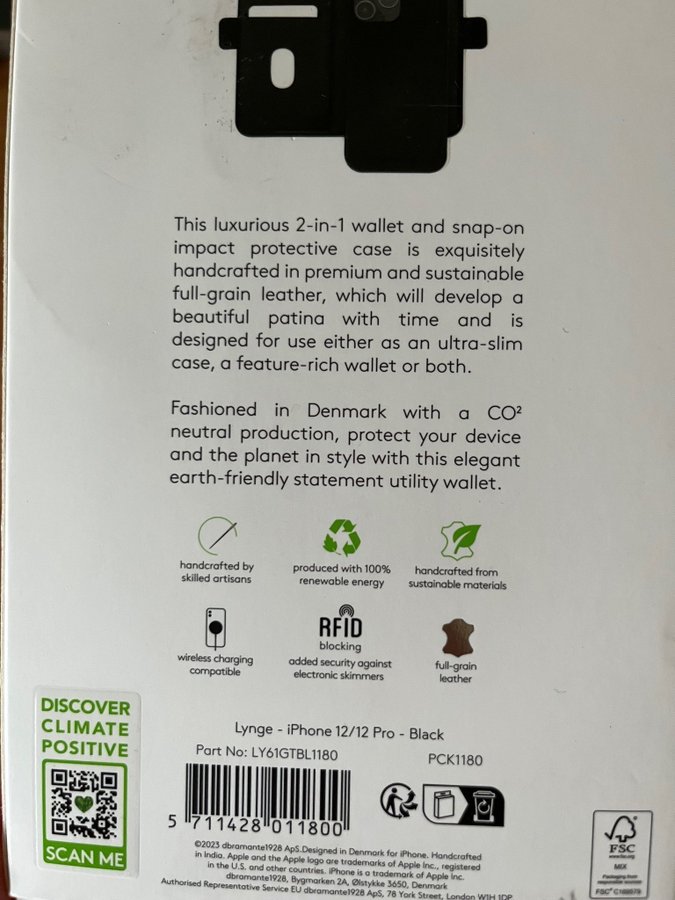 This luxurious 2-in-1 wallet and snap-on
impact protective case is exquisitely
handcrafted in premium and sustainable
full-grain leather, which will develop a
beautiful patina with time and is
designed for use either as an ultra-slim
case, a feature-rich wallet or both.
Fashioned in Denmark with a CO²
neutral production, protect your device
and the planet in style with this elegant
earth-friendly statement utility wallet.
handcrafted by
skilled artisans
produced with 100%
renewable energy
handcrafted from
sustainable materials
wireless charging
compatible
RFID
blocking
added security against
electronic skimmers
full-grain
leather
DISCOVER
CLIMATE
POSITIVE
SCAN ME
Lynge - iPhone 12/12 Pro - Black
Part No: LY61GTBL1180
PCK1180
5 711428 011800
©2023 dbramante1928 ApS.Designed in Denmark for iPhone. Handcrafted
in India. Apple and the Apple logo are trademarks of Apple Inc., registered
in the U.S. and other countries. iPhone is a trademark of Apple Inc.
dbramante1928, Bygmarken 2A, Ølstykke 3650, Denmark
Authorised Representative Service EU dbramante1928 ApS, 78 York Street, London W1H 1DP
FSC
www.fsc.org
MIX
Packaging from
responsible sources